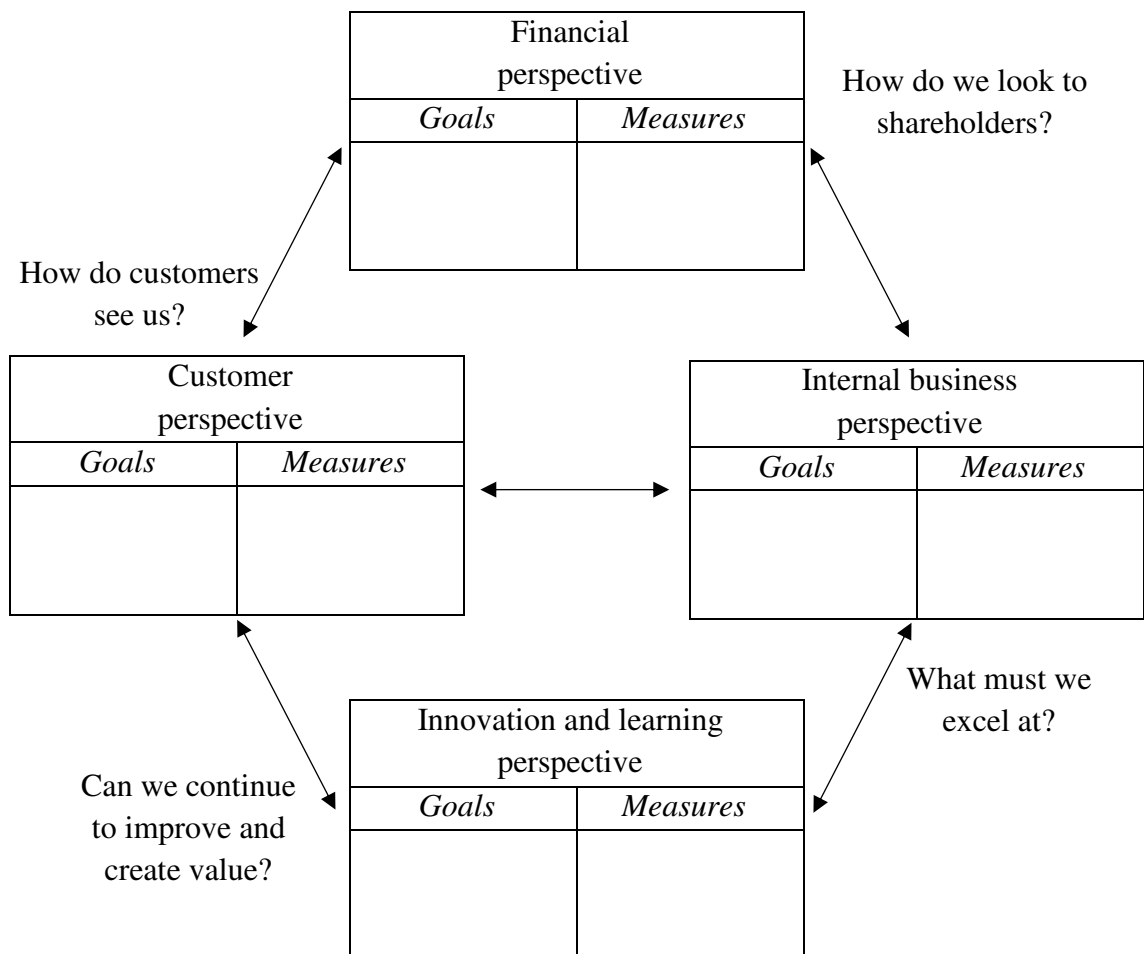 Financial
perspective
Goals Measures
How do we look to
shareholders?
How do customers
see us?
Customer
perspective
Goals Measures
Internal business
perspective
Goals Measures
What must we
excel at?
Innovation and learning
perspective
Goals Measures
Can we continue
to improve and
create value?